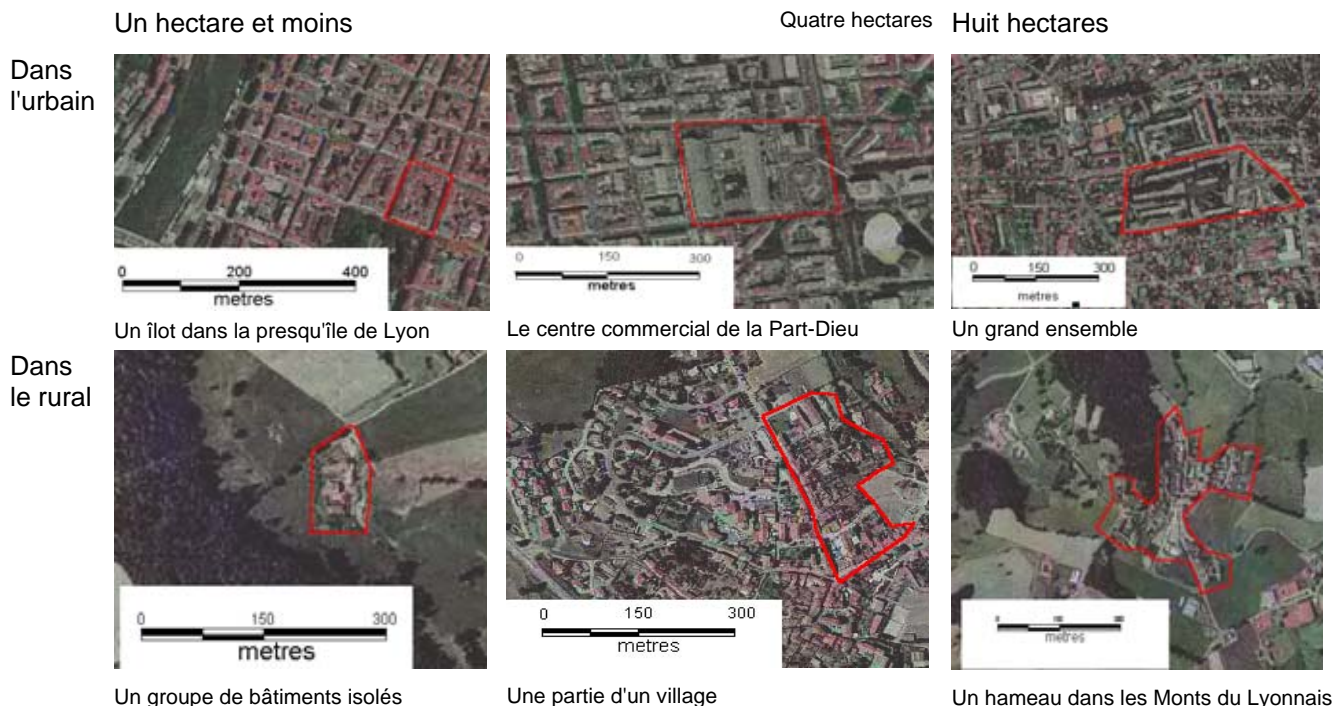 Un hectare et moins
Quatre hectares
Huit hectares
Dans
l'urbain
0 200 400
metres
0 150 300
metres
0 150 300
metres
Un îlot dans la presqu'île de Lyon
Le centre commercial de la Part-Dieu
Un grand ensemble
Dans
le rural
0 150 300
metres
0 150 300
metres
metres
Un groupe de bâtiments isolés
Une partie d'un village
Un hameau dans les Monts du Lyonnais